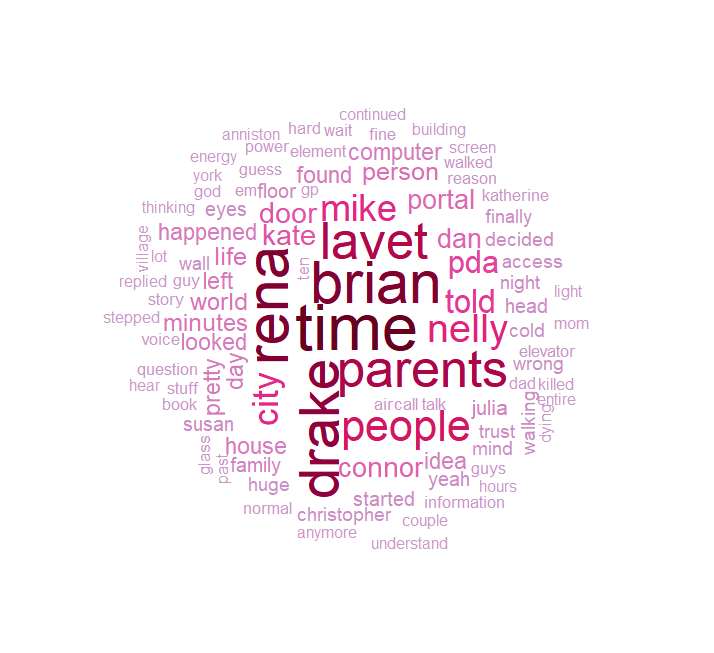 continued
anniston hard wait fine building
energy power element computer screen
york guess found person walked
god em floor gp reason
thinking eyes door mike portal katherine
village happened kate lavet dan finally
lot wall life decided
replied guy left rena ten brian pda access
story world told night light
stepped minutes time nelly head mom
voice looked cold
question day parents elevator
hear stuff pretty city drake wrong
book dad killed
susan people air call talk julia walking entire
glass house trust dying
past family connor idea mind
huge yeah guys
normal started information hours
christopher couple
anymore understand